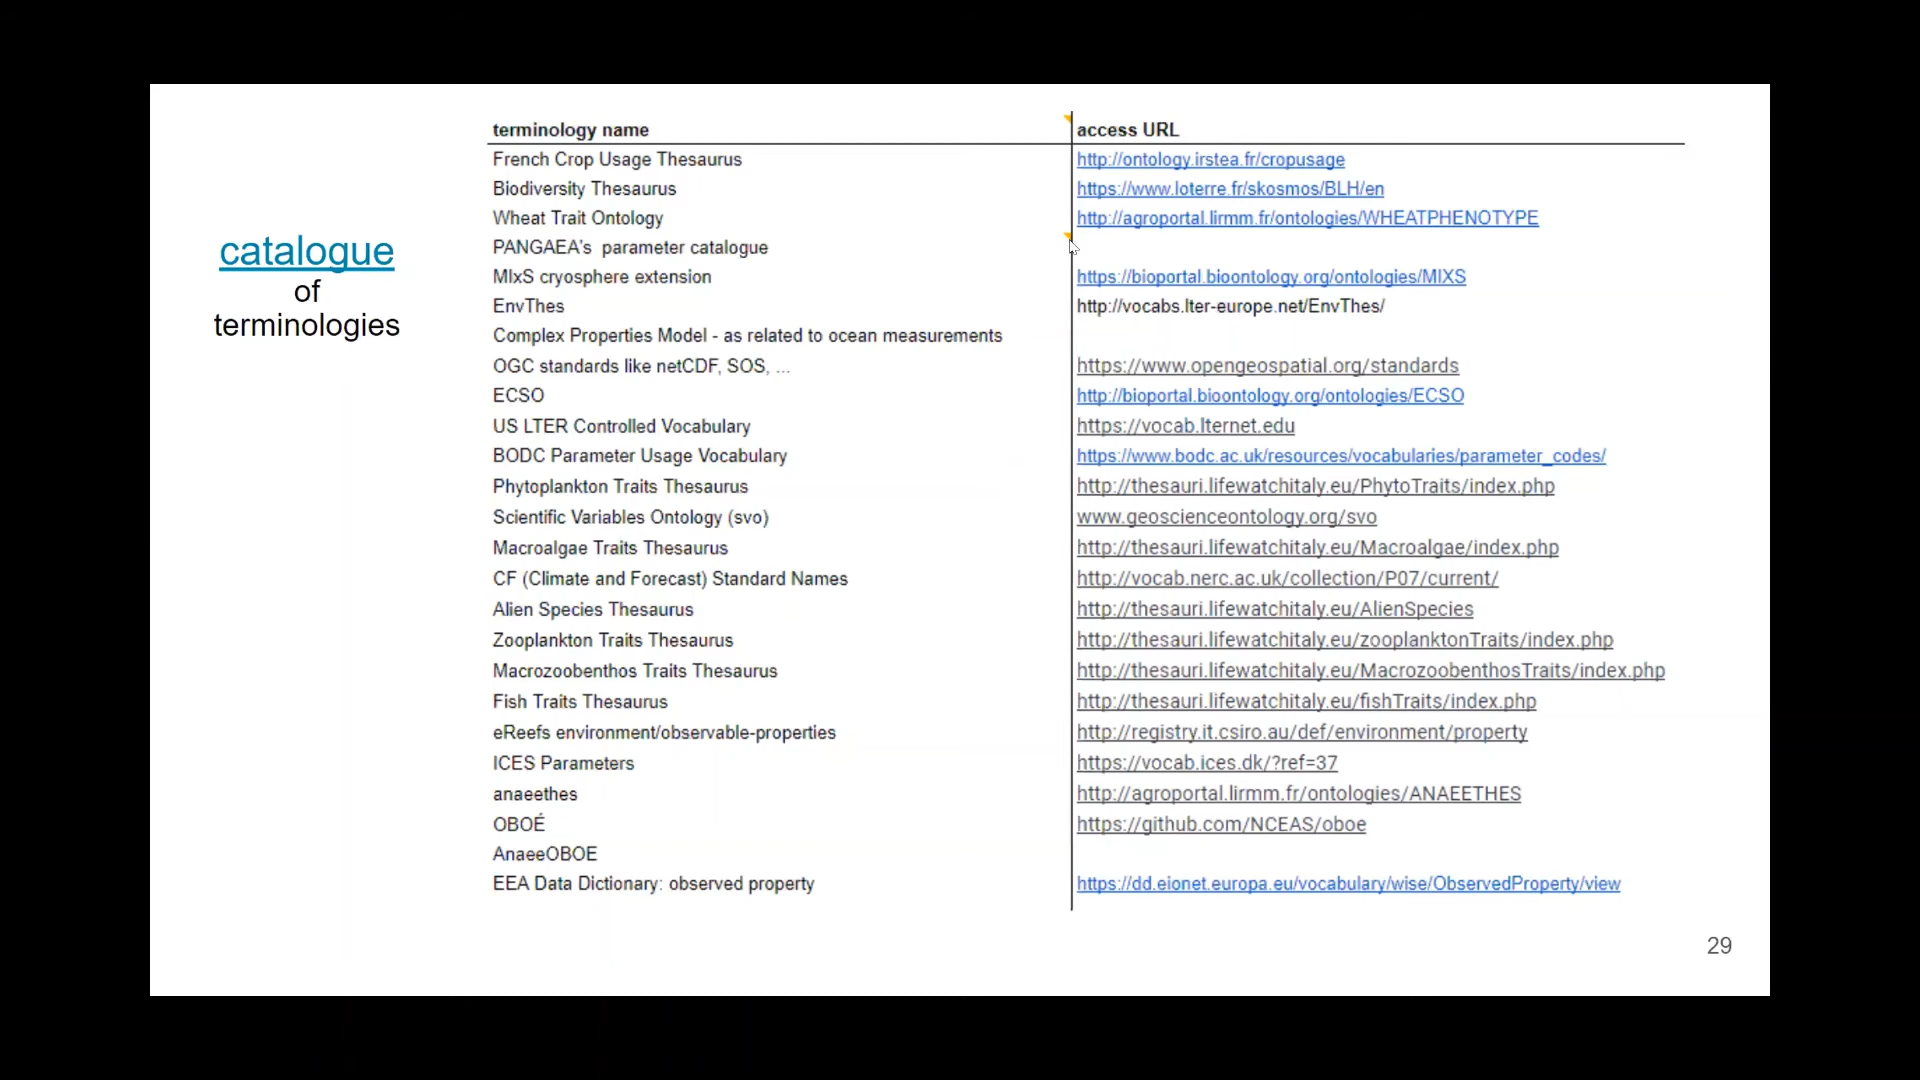 catalogue
of
terminologies
terminology name access URL
French Crop Usage Thesaurus http://ontology.irstea.fr/cropusage
Biodiversity Thesaurus https://www.loterre.fr/skosmos/BLH/en
Wheat Trait Ontology http://agroportal.lirmm.fr/ontologies/WHEATPHENOTYPE
PANGAEA's parameter catalogue
MIxS cryosphere extension https://bioportal.bioontology.org/ontologies/MIXS
EnvThes http://vocabs.lter-europe.net/EnvThes/
Complex Properties Model - as related to ocean measurements
OGC standards like netCDF, SOS, ... https://www.opengeospatial.org/standards
ECSO http://bioportal.bioontology.org/ontologies/ECSO
US LTER Controlled Vocabulary https://vocab.lternet.edu
BODC Parameter Usage Vocabulary https://www.bodc.ac.uk/resources/vocabularies/parameter_codes/
Phytoplankton Traits Thesaurus http://thesauri.lifewatchitaly.eu/PhytoTraits/index.php
Scientific Variables Ontology (svo) www.geoscienceontology.org/svo
Macroalgae Traits Thesaurus http://thesauri.lifewatchitaly.eu/Macroalgae/index.php
CF (Climate and Forecast) Standard Names http://vocab.nerc.ac.uk/collection/P07/current/
Alien Species Thesaurus http://thesauri.lifewatchitaly.eu/AlienSpecies
Zooplankton Traits Thesaurus http://thesauri.lifewatchitaly.eu/zooplanktonTraits/index.php
Macrozoobenthos Traits Thesaurus http://thesauri.lifewatchitaly.eu/MacrozoobenthosTraits/index.php
Fish Traits Thesaurus http://thesauri.lifewatchitaly.eu/fishTraits/index.php
eReefs environment/observable-properties http://registry.it.csiro.au/def/environment/property
ICES Parameters https://vocab.ices.dk/?ref=37
anaeethes http://agroportal.lirmm.fr/ontologies/ANAEETHES
OBOÉ https://github.com/NCEAS/oboe
AnaeeOBOE
EEA Data Dictionary: observed property https://dd.eionet.europa.eu/vocabulary/wise/ObservedProperty/view
29